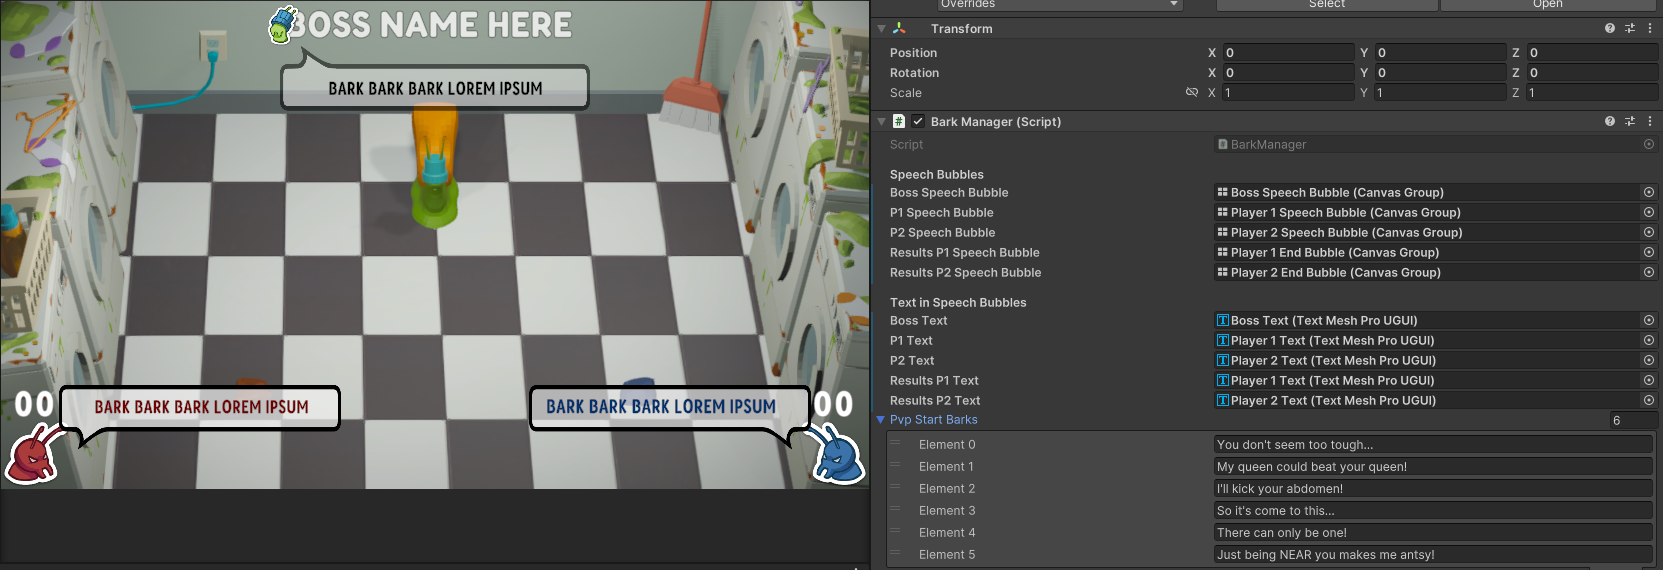 BOSS NAME HERE
BARK BARK BARK LOREM IPSUM
00
BARK BARK BARK LOREM IPSUM
BARK BARK BARK LOREM IPSUM
00
Overrides
Select
Open
Transform
Position X 0 Y 0 Z 0
Rotation X 0 Y 0 Z 0
Scale X 1 Y 1 Z 1
# Bark Manager (Script)
Script BarkManager
Speech Bubbles
Boss Speech Bubble Boss Speech Bubble (Canvas Group)
P1 Speech Bubble Player 1 Speech Bubble (Canvas Group)
P2 Speech Bubble Player 2 Speech Bubble (Canvas Group)
Results P1 Speech Bubble Player 1 End Bubble (Canvas Group)
Results P2 Speech Bubble Player 2 End Bubble (Canvas Group)
Text in Speech Bubbles
Boss Text Boss Text (Text Mesh Pro UGUI)
P1 Text Player 1 Text (Text Mesh Pro UGUI)
P2 Text Player 2 Text (Text Mesh Pro UGUI)
Results P1 Text Player 1 Text (Text Mesh Pro UGUI)
Results P2 Text Player 2 Text (Text Mesh Pro UGUI)
Pvp Start Barks 6
Element 0 You don't seem too tough...
Element 1 My queen could beat your queen!
Element 2 I'll kick your abdomen!
Element 3 So it's come to this...
Element 4 There can only be one!
Element 5 Just being NEAR you makes me antsy!